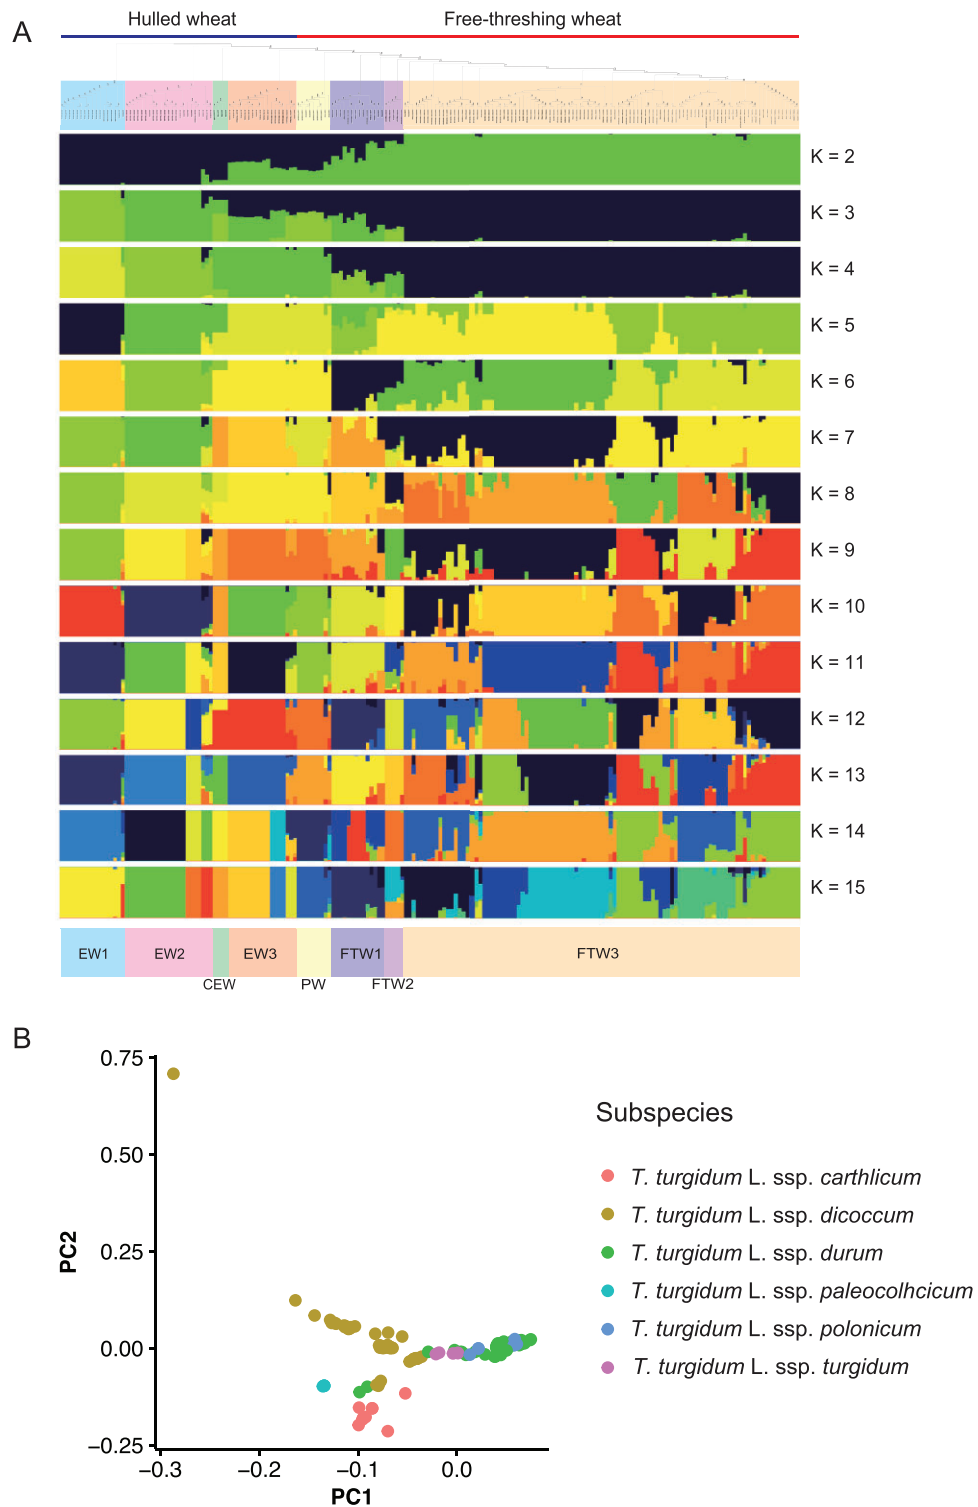 A
Hulled wheat
Free-threshing wheat
K = 2
K = 3
K = 4
K = 5
K = 6
K = 7
K = 8
K = 9
K = 10
K = 11
K = 12
K = 13
K = 14
K = 15
EW1 EW2 EW3 FTW1 FTW3
CEW PW FTW2
B
Subspecies
T. turgidum L. ssp. carthlicum
T. turgidum L. ssp. dicoccum
T. turgidum L. ssp. durum
T. turgidum L. ssp. paleocolhcicum
T. turgidum L. ssp. polonicum
T. turgidum L. ssp. turgidum
PC2
0.75
0.50
0.25
0.00
−0.25
−0.3 −0.2 −0.1 0.0
PC1